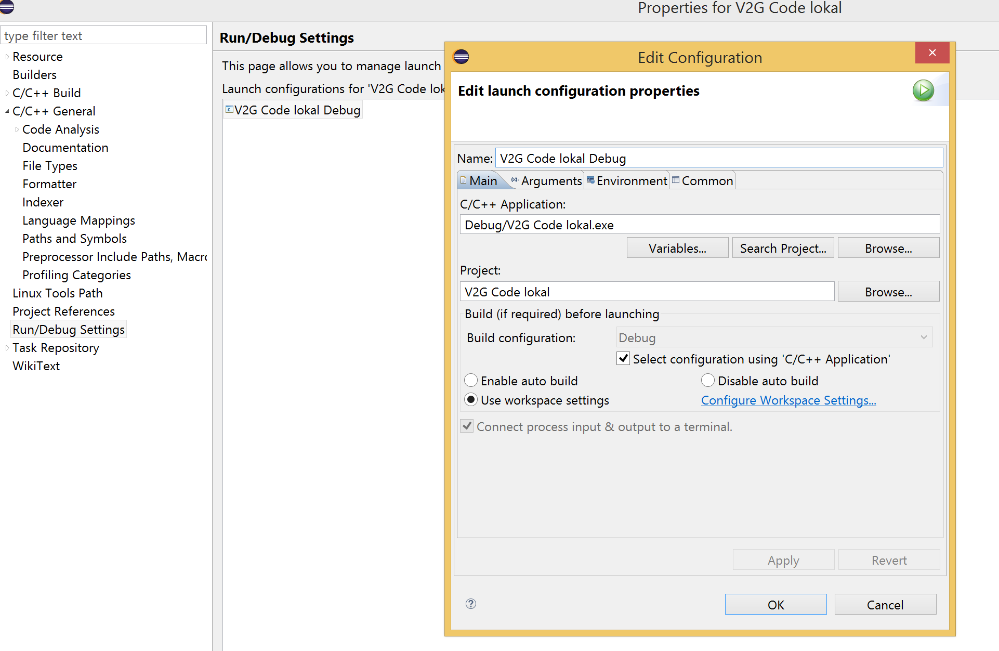 Properties for V2G Code lokal
type filter text
Resource
Builders
C/C++ Build
C/C++ General
Code Analysis
Documentation
File Types
Formatter
Indexer
Language Mappings
Paths and Symbols
Preprocessor Include Paths, Macro
Profiling Categories
Linux Tools Path
Project References
Run/Debug Settings
Task Repository
WikiText
Run/Debug Settings
This page allows you to manage launch
Launch configurations for 'V2G Code lok
V2G Code lokal Debug
Edit Configuration
Edit launch configuration properties
Name: V2G Code lokal Debug
Main Arguments Environment Common
C/C++ Application:
Debug/V2G Code lokal.exe
Variables... Search Project... Browse...
Project:
V2G Code lokal Browse...
Build (if required) before launching
Build configuration: Debug
Select configuration using 'C/C++ Application'
Enable auto build Disable auto build
Use workspace settings Configure Workspace Settings...
Connect process input & output to a terminal.
Apply Revert
OK Cancel